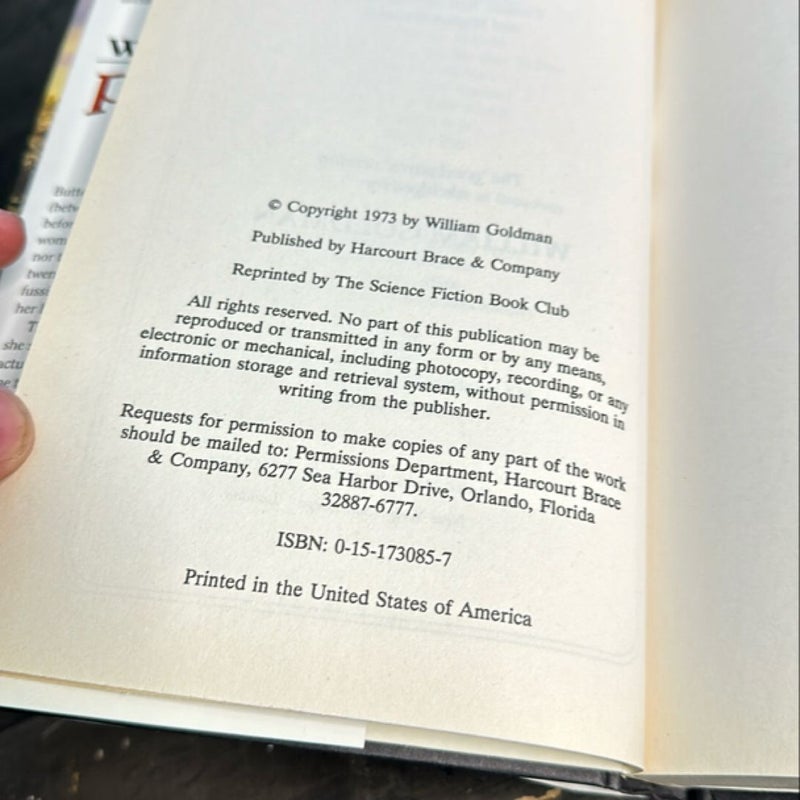 © Copyright 1973 by William Goldman
Published by Harcourt Brace & Company
Reprinted by The Science Fiction Book Club
All rights reserved. No part of this publication may be
reproduced or transmitted in any form or by any means,
electronic or mechanical, including photocopy, recording, or any
information storage and retrieval system, without permission in
writing from the publisher.
Requests for permission to make copies of any part of the work
should be mailed to: Permissions Department, Harcourt Brace
& Company, 6277 Sea Harbor Drive, Orlando, Florida
32887-6777.
ISBN: 0-15-173085-7
Printed in the United States of America